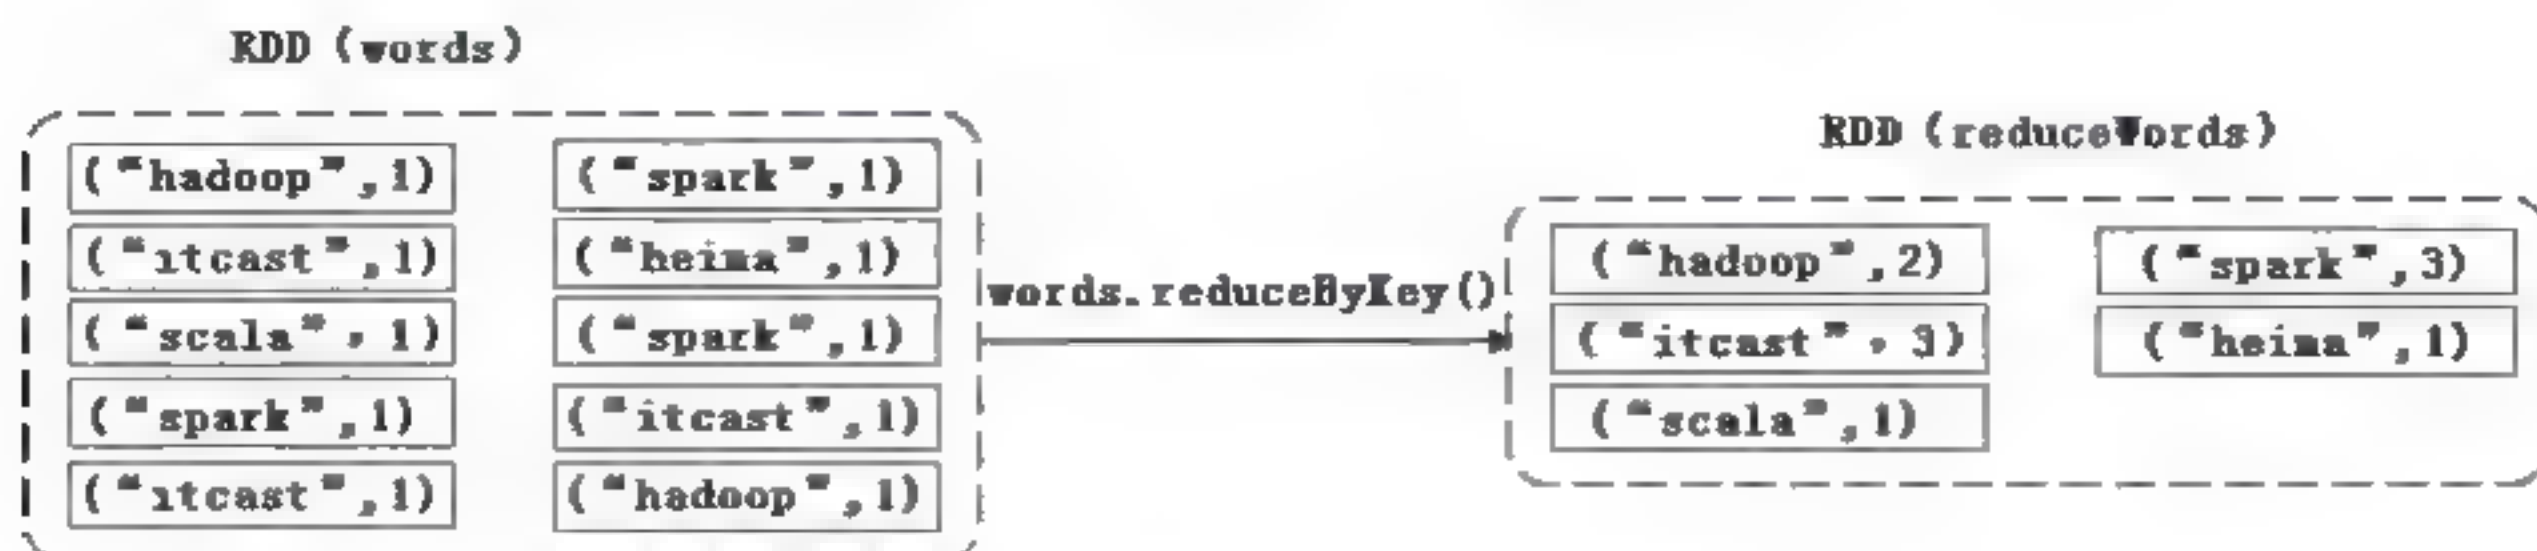 RDD（words）
("hadoop",1)
("itcast",1)
("scala",1)
("spark",1)
("itcast",1)
("spark",1)
("heima",1)
("spark",1)
("itcast",1)
("hadoop",1)
words.reduceByKey()
RDD（reduceWords）
("hadoop",2)
("itcast",3)
("scala",1)
("spark",3)
("heima",1)